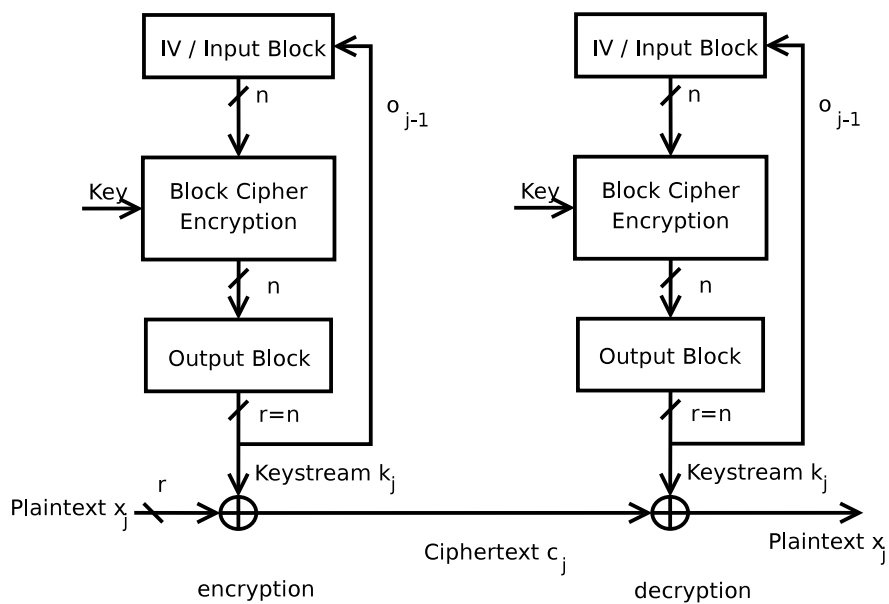 IV / Input Block
n
o j-1
Key
Block Cipher
Encryption
n
Output Block
r=n
Keystream k j
r
Plaintext x j
encryption
IV / Input Block
n
o j-1
Key
Block Cipher
Encryption
n
Output Block
r=n
Keystream k j
Ciphertext c j
Plaintext x j
decryption